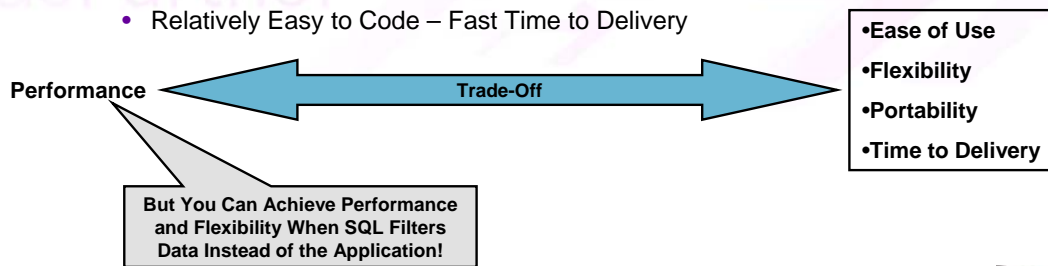 • Relatively Easy to Code – Fast Time to Delivery
Performance
Trade-Off
•Ease of Use
•Flexibility
•Portability
•Time to Delivery
But You Can Achieve Performance
and Flexibility When SQL Filters
Data Instead of the Application!